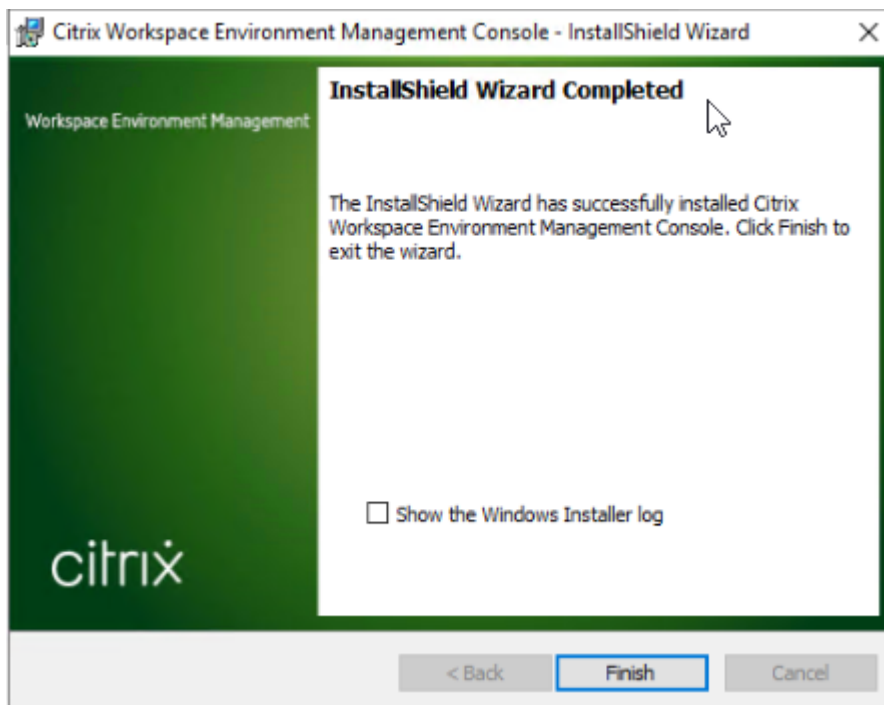 Citrix Workspace Environment Management Console - InstallShield Wizard
Workspace Environment Management
InstallShield Wizard Completed
The InstallShield Wizard has successfully installed Citrix
Workspace Environment Management Console. Click Finish to
exit the wizard.
Show the Windows Installer log
citrix
< Back
Finish
Cancel